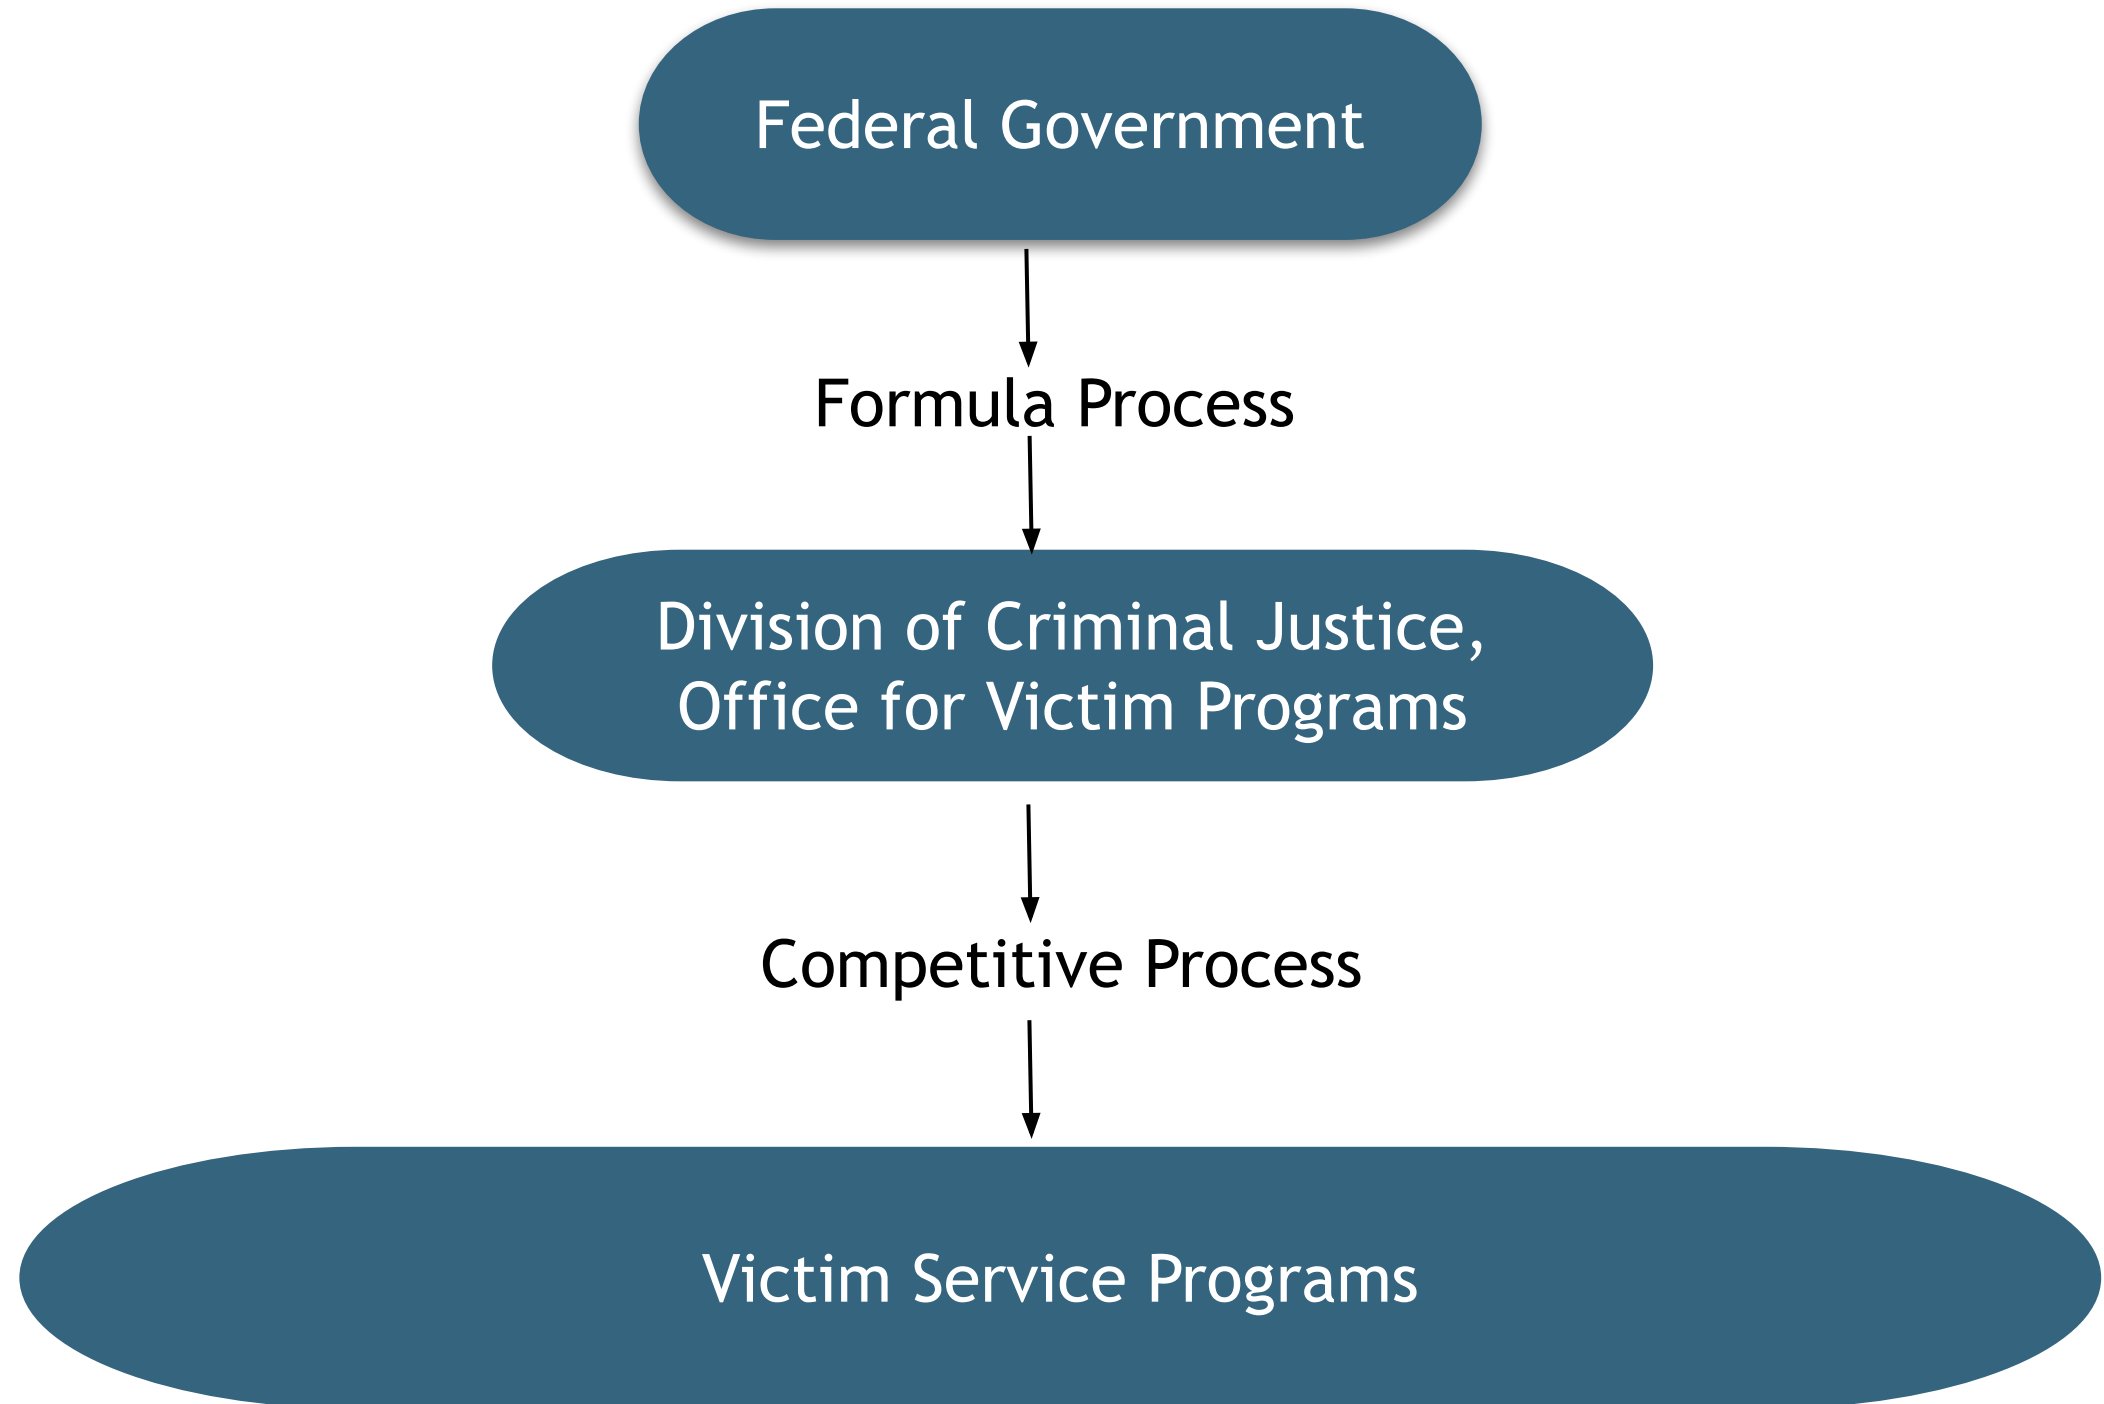 Federal Government
Formula Process
Division of Criminal Justice,
Office for Victim Programs
Competitive Process
Victim Service Programs